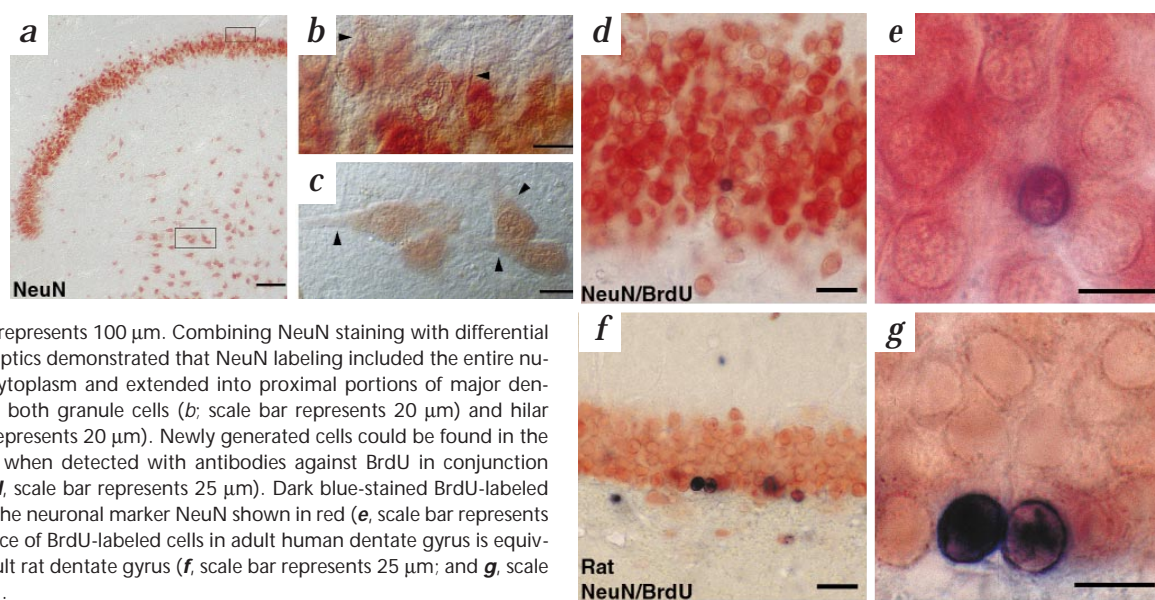 a
NeuN
b
c
d
NeuN/BrdU
e
f
Rat
NeuN/BrdU
g
represents 100 μm. Combining NeuN staining with differential
ptics demonstrated that NeuN labeling included the entire nu-
ytoplasm and extended into proximal portions of major den-
both granule cells (b; scale bar represents 20 μm) and hilar
epresents 20 μm). Newly generated cells could be found in the
when detected with antibodies against BrdU in conjunction
, scale bar represents 25 μm). Dark blue-stained BrdU-labeled
he neuronal marker NeuN shown in red (e, scale bar represents
ce of BrdU-labeled cells in adult human dentate gyrus is equiv-
ult rat dentate gyrus (f, scale bar represents 25 μm; and g, scale
.